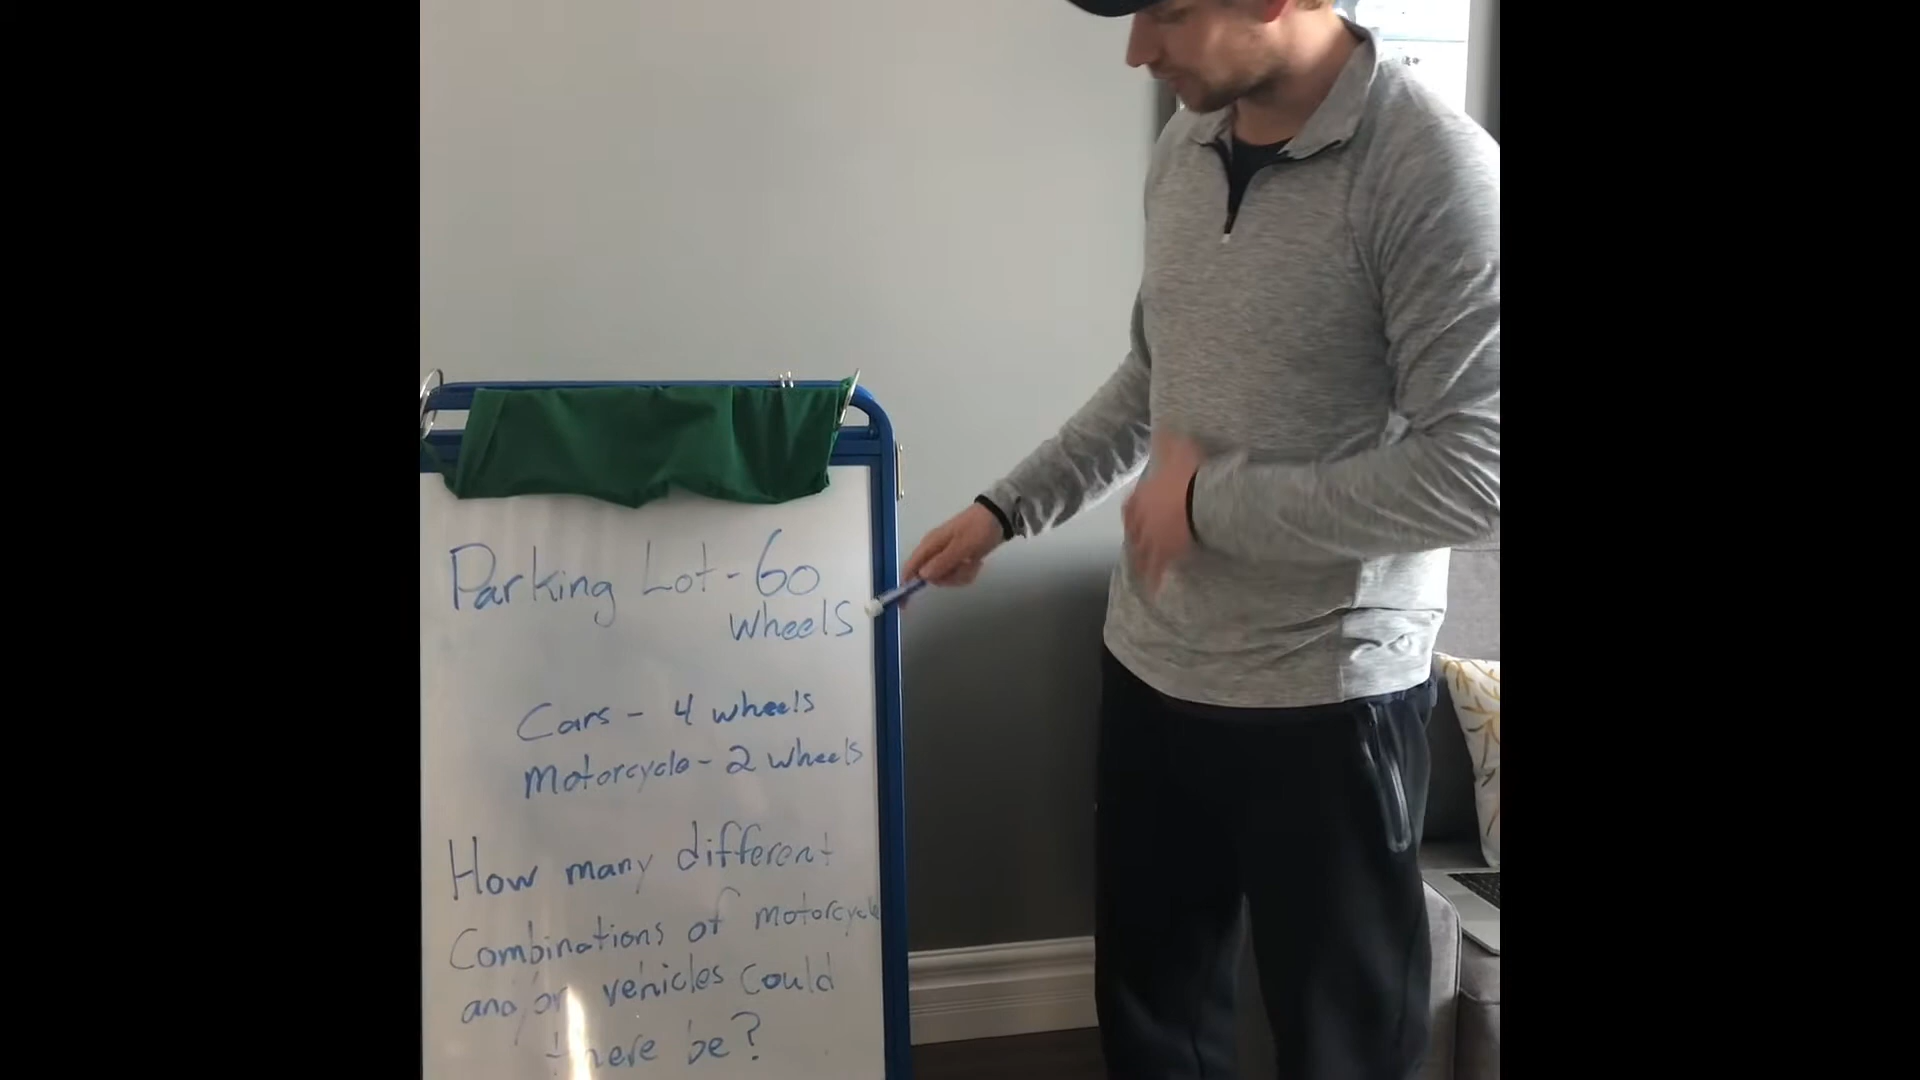 Parking Lot - 60
wheels
Cars - 4 wheels
Motorcycle - 2 wheels
How many different
combinations of motorcycle
and/or vehicles could
there be?